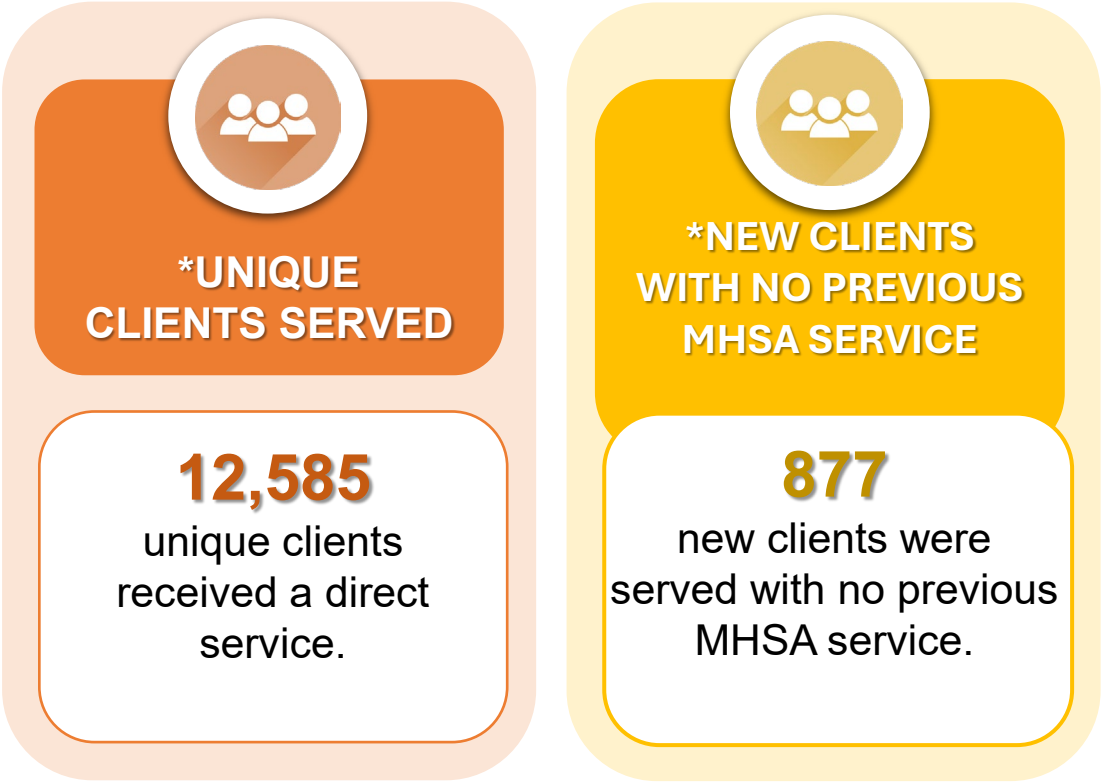 *UNIQUE
CLIENTS SERVED
12,585
unique clients
received a direct
service.
*NEW CLIENTS
WITH NO PREVIOUS
MHSA SERVICE
877
new clients were
served with no previous
MHSA service.